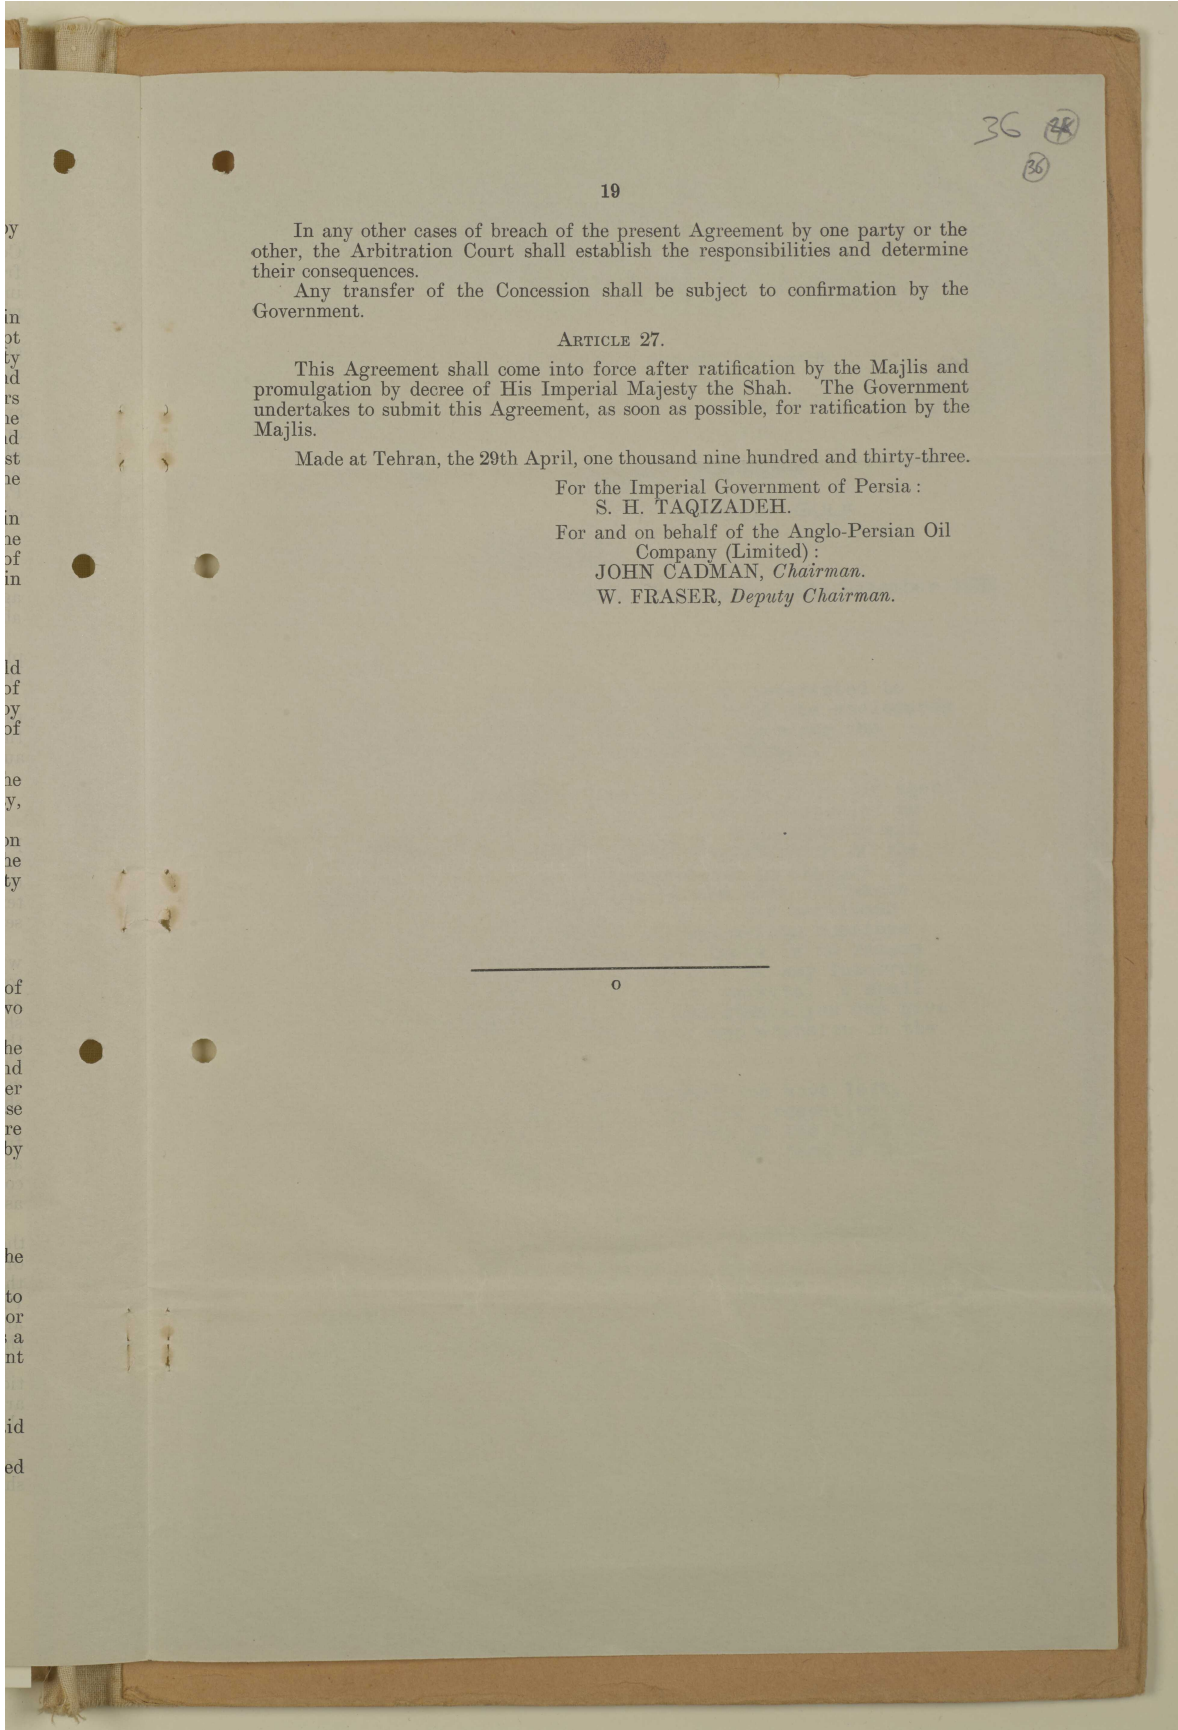 36
36
19
In any other cases of breach of the present Agreement by one party or the
other, the Arbitration Court shall establish the responsibilities and determine
their consequences.
Any transfer of the Concession shall be subject to confirmation by the
Government.
ARTICLE 27.
This Agreement shall come into force after ratification by the Majlis and
promulgation by decree of His Imperial Majesty the Shah. The Government
undertakes to submit this Agreement, as soon as possible, for ratification by the
Majlis.
Made at Tehran, the 29th April, one thousand nine hundred and thirty-three.
For the Imperial Government of Persia :
S. H. TAQIZADEH.
For and on behalf of the Anglo-Persian Oil
Company (Limited) :
JOHN CADMAN, Chairman.
W. FRASER, Deputy Chairman.
o